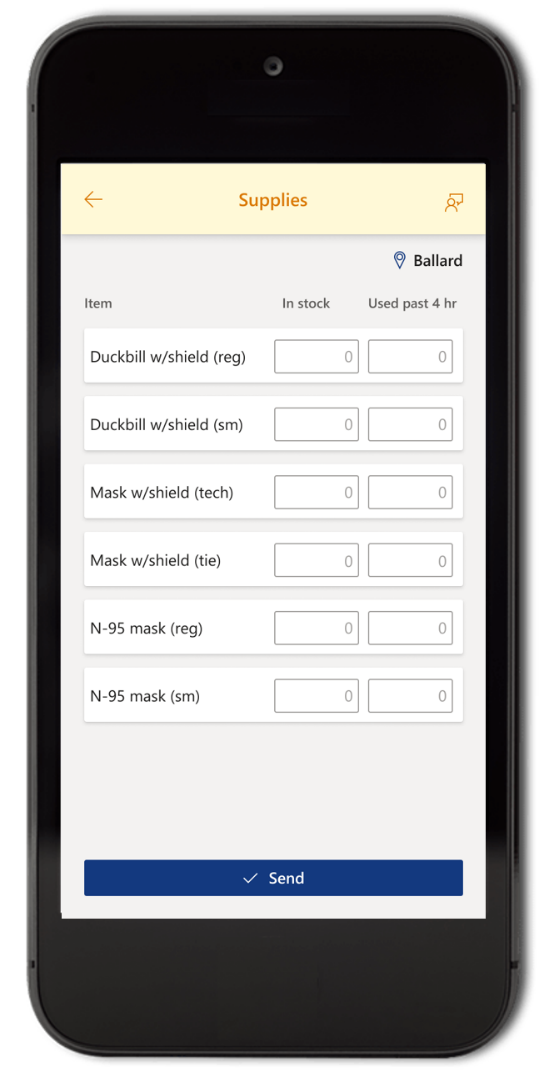 Supplies
Ballard
Item In stock Used past 4 hr
Duckbill w/shield (reg) 0 0
Duckbill w/shield (sm) 0 0
Mask w/shield (tech) 0 0
Mask w/shield (tie) 0 0
N-95 mask (reg) 0 0
N-95 mask (sm) 0 0
Send